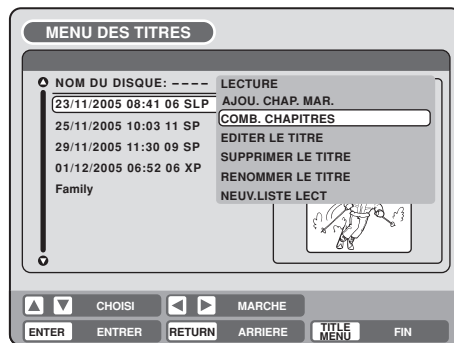 MENU DES TITRES
NOM DU DISQUE: ----
23/11/2005 08:41 06 SLP
25/11/2005 10:03 11 SP
29/11/2005 11:30 09 SP
01/12/2005 06:52 06 XP
Family
LECTURE
AJOU. CHAP. MAR.
COMB. CHAPITRES
EDITER LE TITRE
SUPPRIMER LE TITRE
RENOMMER LE TITRE
NEUV.LISTE LECT
CHOISI MARCHE
ENTER ENTRER RETURN ARRIERE TITLE MENU FIN